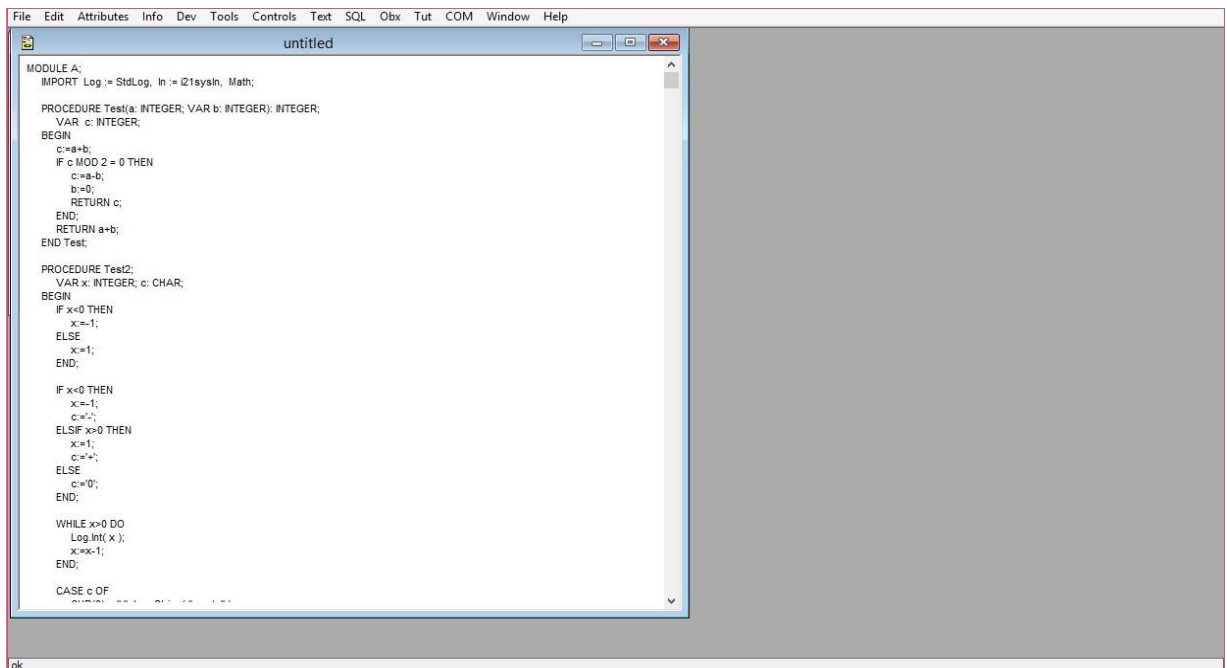 File Edit Attributes Info Dev Tools Controls Text SQL Obx Tut COM Window Help
untitled
MODULE A;
IMPORT Log := StdLog, In := i21sysIn, Math;
PROCEDURE Test(a: INTEGER; VAR b: INTEGER): INTEGER;
VAR c: INTEGER;
BEGIN
c:=a+b;
IF c MOD 2 = 0 THEN
c:=a-b;
b:=0;
RETURN c;
END;
RETURN a+b;
END Test;
PROCEDURE Test2;
VAR x: INTEGER; c: CHAR;
BEGIN
IF x<0 THEN
x:=-1;
ELSE
x:=1;
END;
IF x<0 THEN
x:=-1;
c:='-';
ELSIF x>0 THEN
x:=1;
c:='+';
ELSE
c:='0';
END;
WHILE x>0 DO
Log.Int( x );
x:=x-1;
END;
CASE c OF
ok